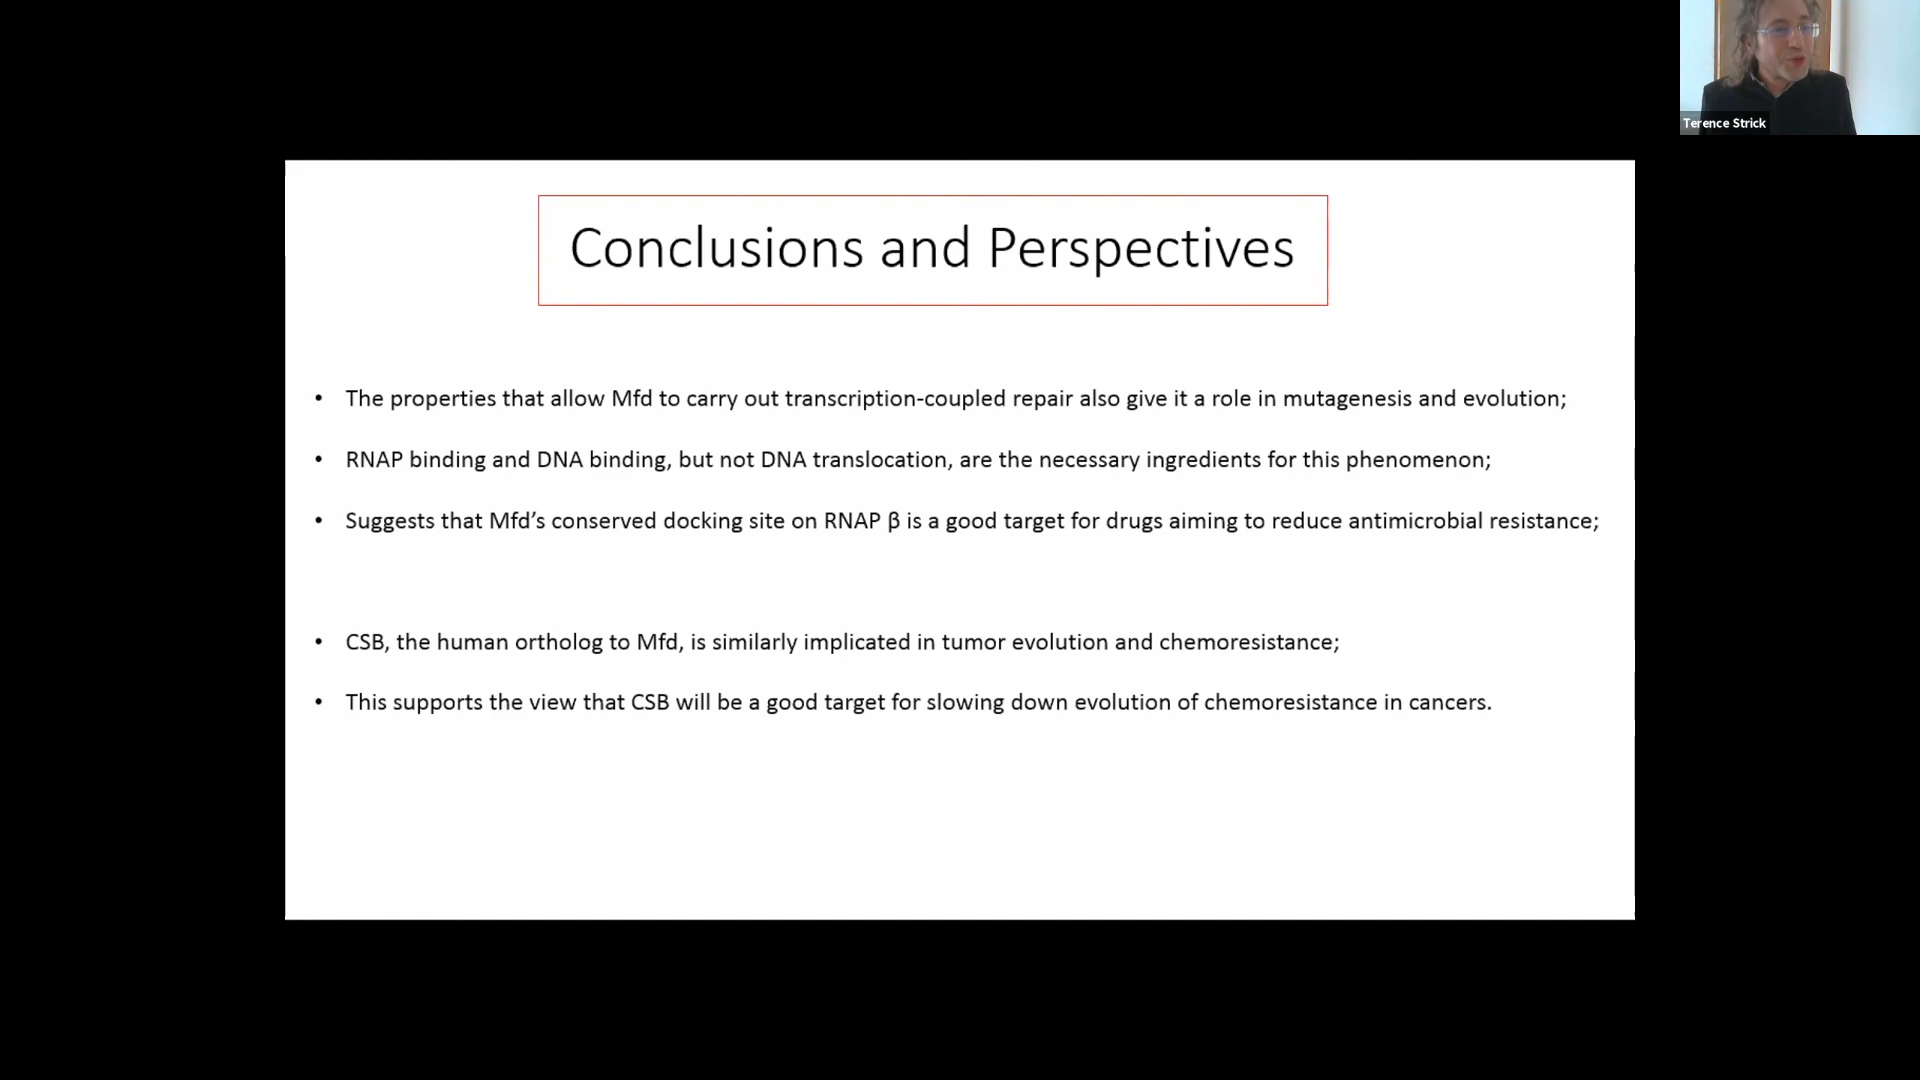 Terence Strick
Conclusions and Perspectives
• The properties that allow Mfd to carry out transcription-coupled repair also give it a role in mutagenesis and evolution;
• RNAP binding and DNA binding, but not DNA translocation, are the necessary ingredients for this phenomenon;
• Suggests that Mfd’s conserved docking site on RNAP β is a good target for drugs aiming to reduce antimicrobial resistance;
• CSB, the human ortholog to Mfd, is similarly implicated in tumor evolution and chemoresistance;
• This supports the view that CSB will be a good target for slowing down evolution of chemoresistance in cancers.